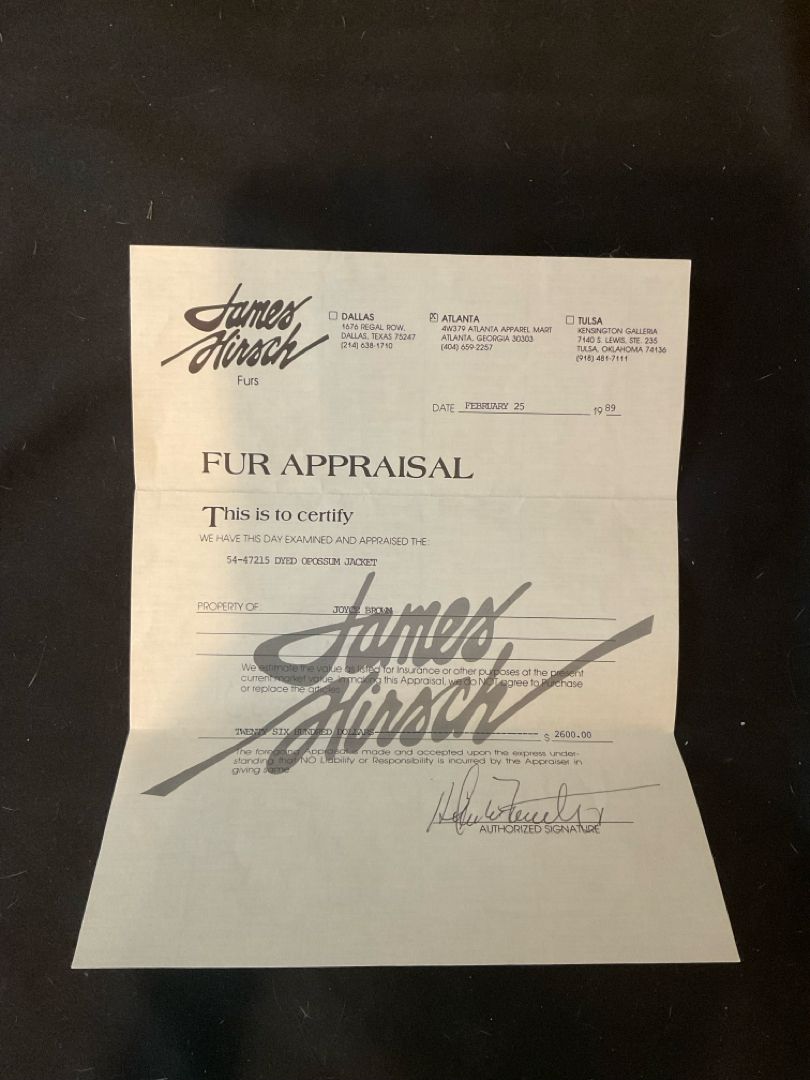 James
Hirsch
Furs
☐ DALLAS
1676 REGAL ROW,
DALLAS, TEXAS 75247
(214) 638-1710
☒ ATLANTA
4W379 ATLANTA APPAREL MART
ATLANTA, GEORGIA 30303
(404) 659-2257
☐ TULSA
KENSINGTON GALLERIA
7140 S. LEWIS, STE. 235
TULSA, OKLAHOMA 74136
(918) 481-7111
DATE FEBRUARY 25 19 89
FUR APPRAISAL
This is to certify
WE HAVE THIS DAY EXAMINED AND APPRAISED THE:
54-47215 DYED OPOSSUM JACKET
PROPERTY OF: JOYCE BROWN
James
Hirsch
We estimate the value as listed for Insurance or other purposes at the present
current market value. In making this Appraisal, we do NOT agree to Purchase
or replace the articles.
TWENTY SIX HUNDRED DOLLARS- $ 2600.00
The foregoing Appraisal is made and accepted upon the express under-
standing that NO Liability or Responsibility is incurred by the Appraiser in
giving same.
AUTHORIZED SIGNATURE